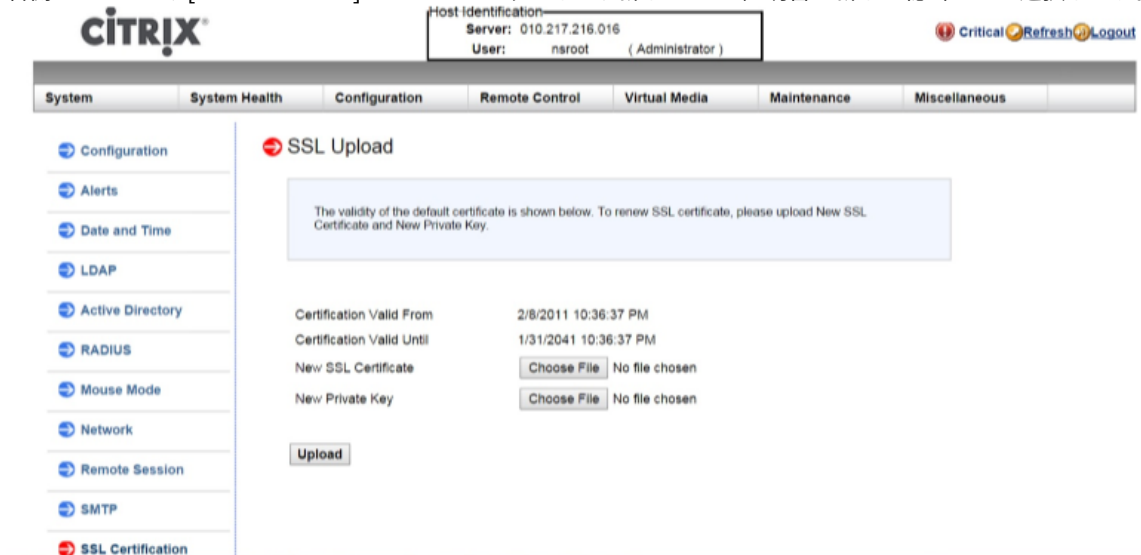 CİTRIX®
Host Identification
Server: 010.217.216.016
User: nsroot ( Administrator )
Critical Refresh Logout
System System Health Configuration Remote Control Virtual Media Maintenance Miscellaneous
Configuration
Alerts
Date and Time
LDAP
Active Directory
RADIUS
Mouse Mode
Network
Remote Session
SMTP
SSL Certification
SSL Upload
The validity of the default certificate is shown below. To renew SSL certificate, please upload New SSL
Certificate and New Private Key.
Certification Valid From 2/8/2011 10:36:37 PM
Certification Valid Until 1/31/2041 10:36:37 PM
New SSL Certificate Choose File No file chosen
New Private Key Choose File No file chosen
Upload